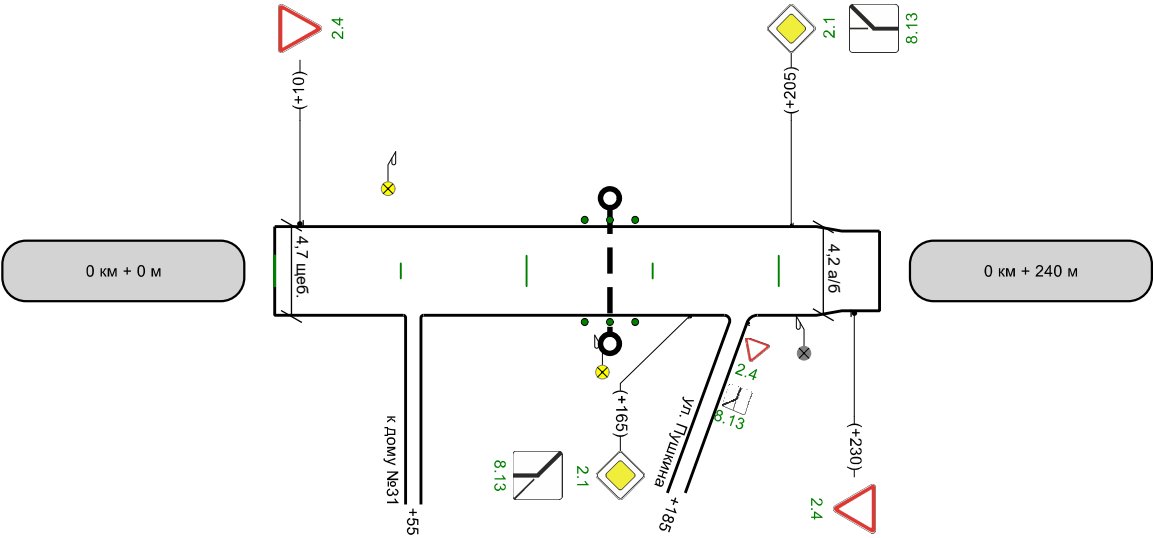 2.4
(+10)
2.1
8.13
(+205)
0 км + 0 м
4,7 щеб.
4,2 а/б
0 км + 240 м
2.4
8.13
к дому №31
+55
(+165)
8.13
2.1
ул. Пушкина
+185
(+230)
2.4